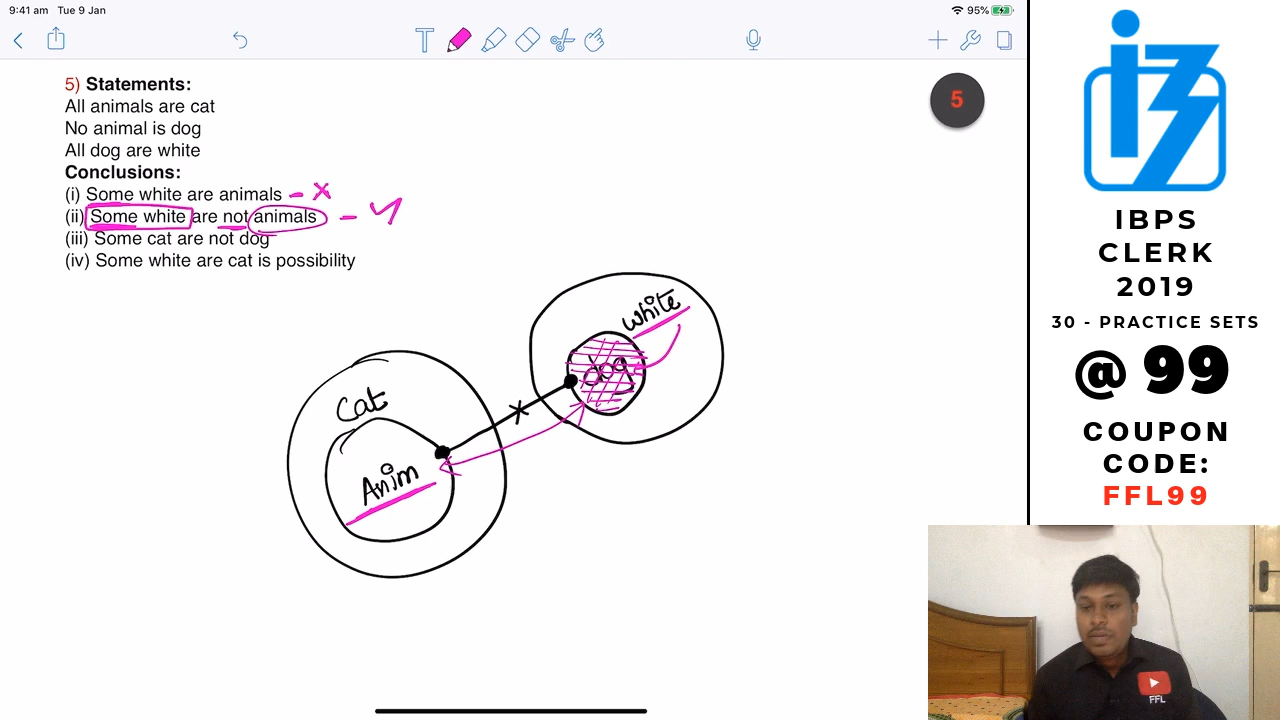 9:41 am Tue 9 Jan
95%
T
5) Statements:
All animals are cat
No animal is dog
All dog are white
Conclusions:
(i) Some white are animals - x
(ii) Some white are not animals - ✓
(iii) Some cat are not dog
(iv) Some white are cat is possibility
5
white
dog
x
Cat
Anim
IBPS
CLERK
2019
30 - PRACTICE SETS
@ 99
COUPON
CODE:
FFL99
FFL